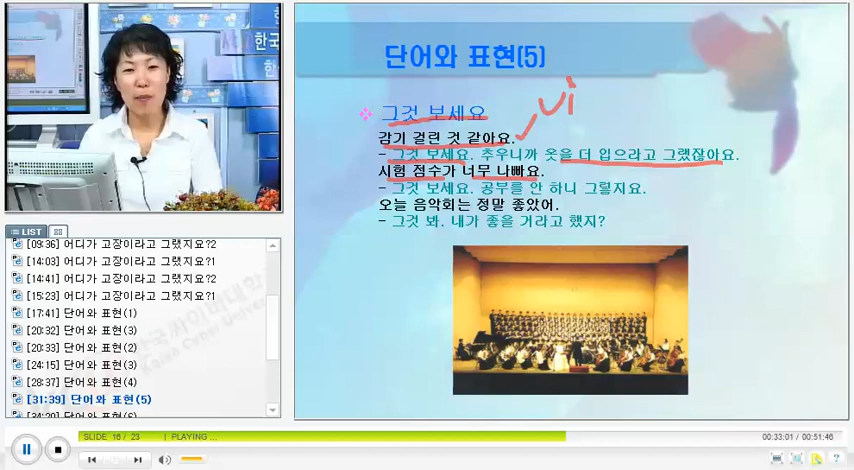 단어와 표현(5)
그것 보세요
vi
감기 걸린 것 같아요.
- 그것 보세요. 추우니까 옷을 더 입으라고 그랬잖아요.
시험 점수가 너무 나빠요.
- 그것 보세요. 공부를 안 하니 그렇지요.
오늘 음악회는 정말 좋았어.
- 그것 봐. 내가 좋을 거라고 했지?
LIST
[09:36] 어디가 고장이라고 그랬지요?2
[14:03] 어디가 고장이라고 그랬지요?1
[14:41] 어디가 고장이라고 그랬지요?2
[15:23] 어디가 고장이라고 그랬지요?1
[17:41] 단어와 표현(1)
[20:32] 단어와 표현(3)
[20:33] 단어와 표현(2)
[24:15] 단어와 표현(3)
[28:37] 단어와 표현(4)
[31:39] 단어와 표현(5)
SLIDE 16 / 23 | PLAYING ...
00:33:01 / 00:51:46